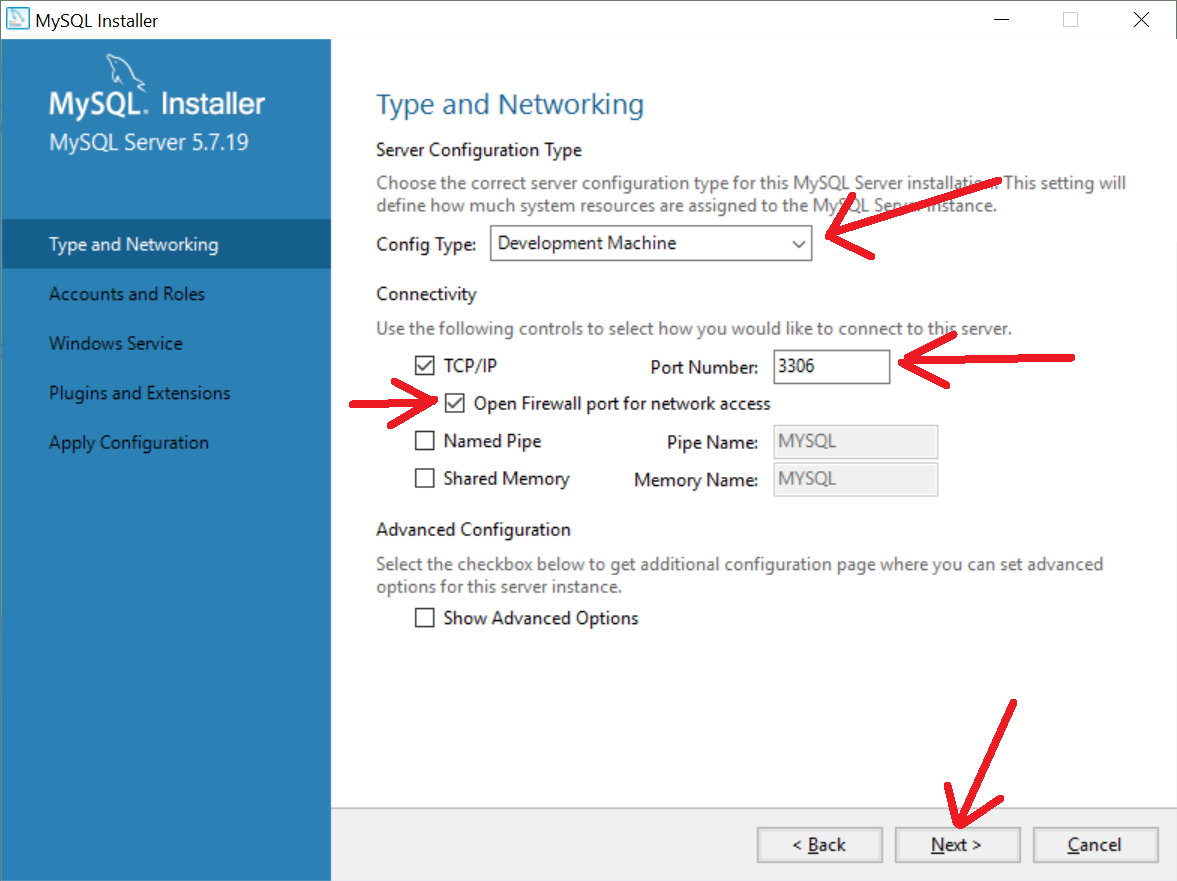 MySQL Installer
MySQL. Installer
MySQL Server 5.7.19
Type and Networking
Accounts and Roles
Windows Service
Plugins and Extensions
Apply Configuration
Type and Networking
Server Configuration Type
Choose the correct server configuration type for this MySQL Server installation. This setting will
define how much system resources are assigned to the MySQL Server instance.
Config Type: Development Machine
Connectivity
Use the following controls to select how you would like to connect to this server.
TCP/IP Port Number: 3306
Open Firewall port for network access
Named Pipe Pipe Name: MYSQL
Shared Memory Memory Name: MYSQL
Advanced Configuration
Select the checkbox below to get additional configuration page where you can set advanced
options for this server instance.
Show Advanced Options
< Back Next > Cancel